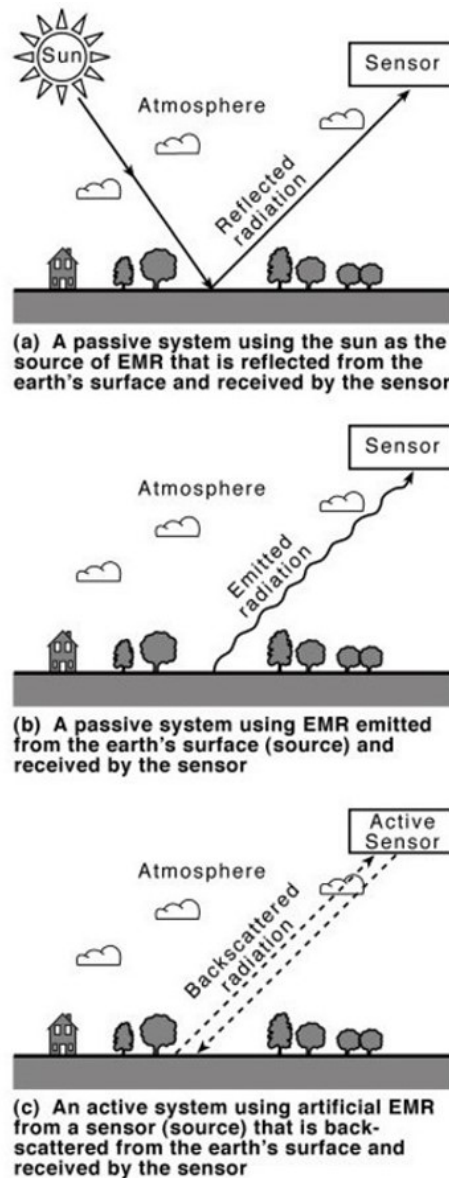 Sun
Sensor
Atmosphere
Reflected
radiation
(a) A passive system using the sun as the
source of EMR that is reflected from the
earth's surface and received by the sensor
Sensor
Atmosphere
Emitted
radiation
(b) A passive system using EMR emitted
from the earth's surface (source) and
received by the sensor
Active
Sensor
Atmosphere
Backscattered
radiation
(c) An active system using artificial EMR
from a sensor (source) that is back-
scattered from the earth's surface and
received by the sensor